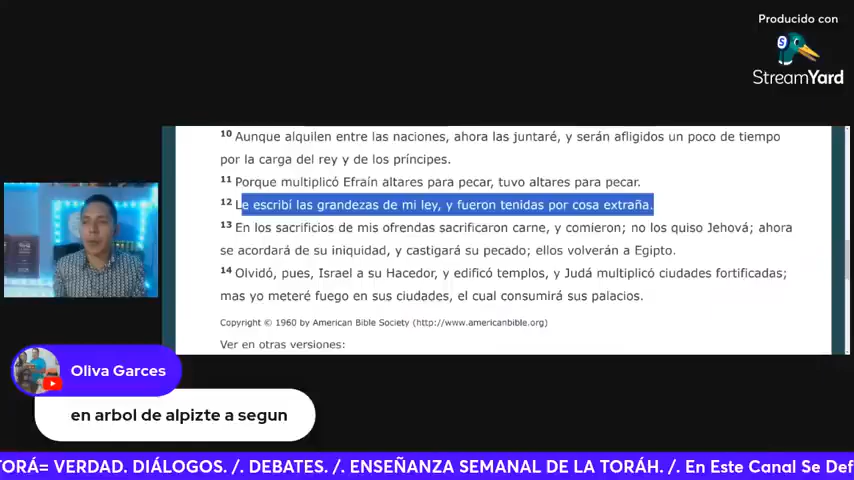 Producido con
StreamYard
10 Aunque alquilen entre las naciones, ahora las juntaré, y serán afligidos un poco de tiempo
por la carga del rey y de los príncipes.
11 Porque multiplicó Efraín altares para pecar, tuvo altares para pecar.
12 Le escribí las grandezas de mi ley, y fueron tenidas por cosa extraña.
13 En los sacrificios de mis ofrendas sacrificaron carne, y comieron; no los quiso Jehová; ahora
se acordará de su iniquidad, y castigará su pecado; ellos volverán a Egipto.
14 Olvidó, pues, Israel a su Hacedor, y edificó templos, y Judá multiplicó ciudades fortificadas;
mas yo meteré fuego en sus ciudades, el cual consumirá sus palacios.
Copyright © 1960 by American Bible Society (http://www.americanbible.org)
Ver en otras versiones:
Oliva Garces
en arbol de alpizte a segun
TORÁ= VERDAD. DIÁLOGOS. /. DEBATES. /. ENSEÑANZA SEMANAL DE LA TORÁH. /. En Este Canal Se Def